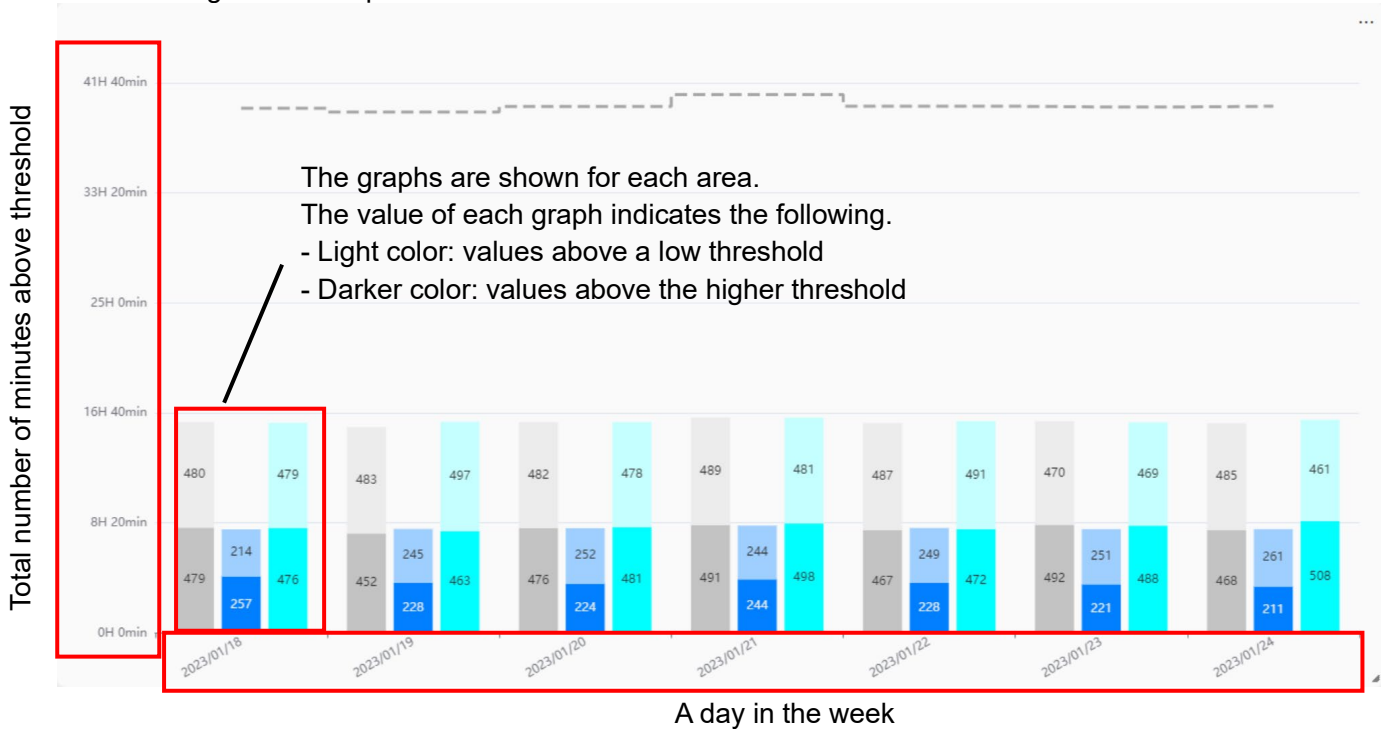 ...
41H 40min
33H 20min
25H 0min
16H 40min
8H 20min
0H 0min
Total number of minutes above threshold
The graphs are shown for each area.
The value of each graph indicates the following.
- Light color: values above a low threshold
- Darker color: values above the higher threshold
480 479
214
479 257 476
483 497
245
452 228 463
482 478
252
476 224 481
489 481
244
491 244 498
487 491
249
467 228 472
470 469
251
492 221 488
485 461
261
468 211 508
2023/01/18
2023/01/19
2023/01/20
2023/01/21
2023/01/22
2023/01/23
2023/01/24
A day in the week